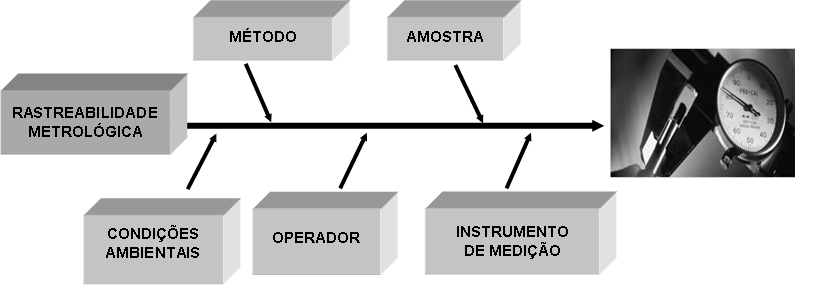 MÉTODO
AMOSTRA
RASTREABILIDADE
METROLÓGICA
CONDIÇÕES
AMBIENTAIS
OPERADOR
INSTRUMENTO
DE MEDIÇÃO